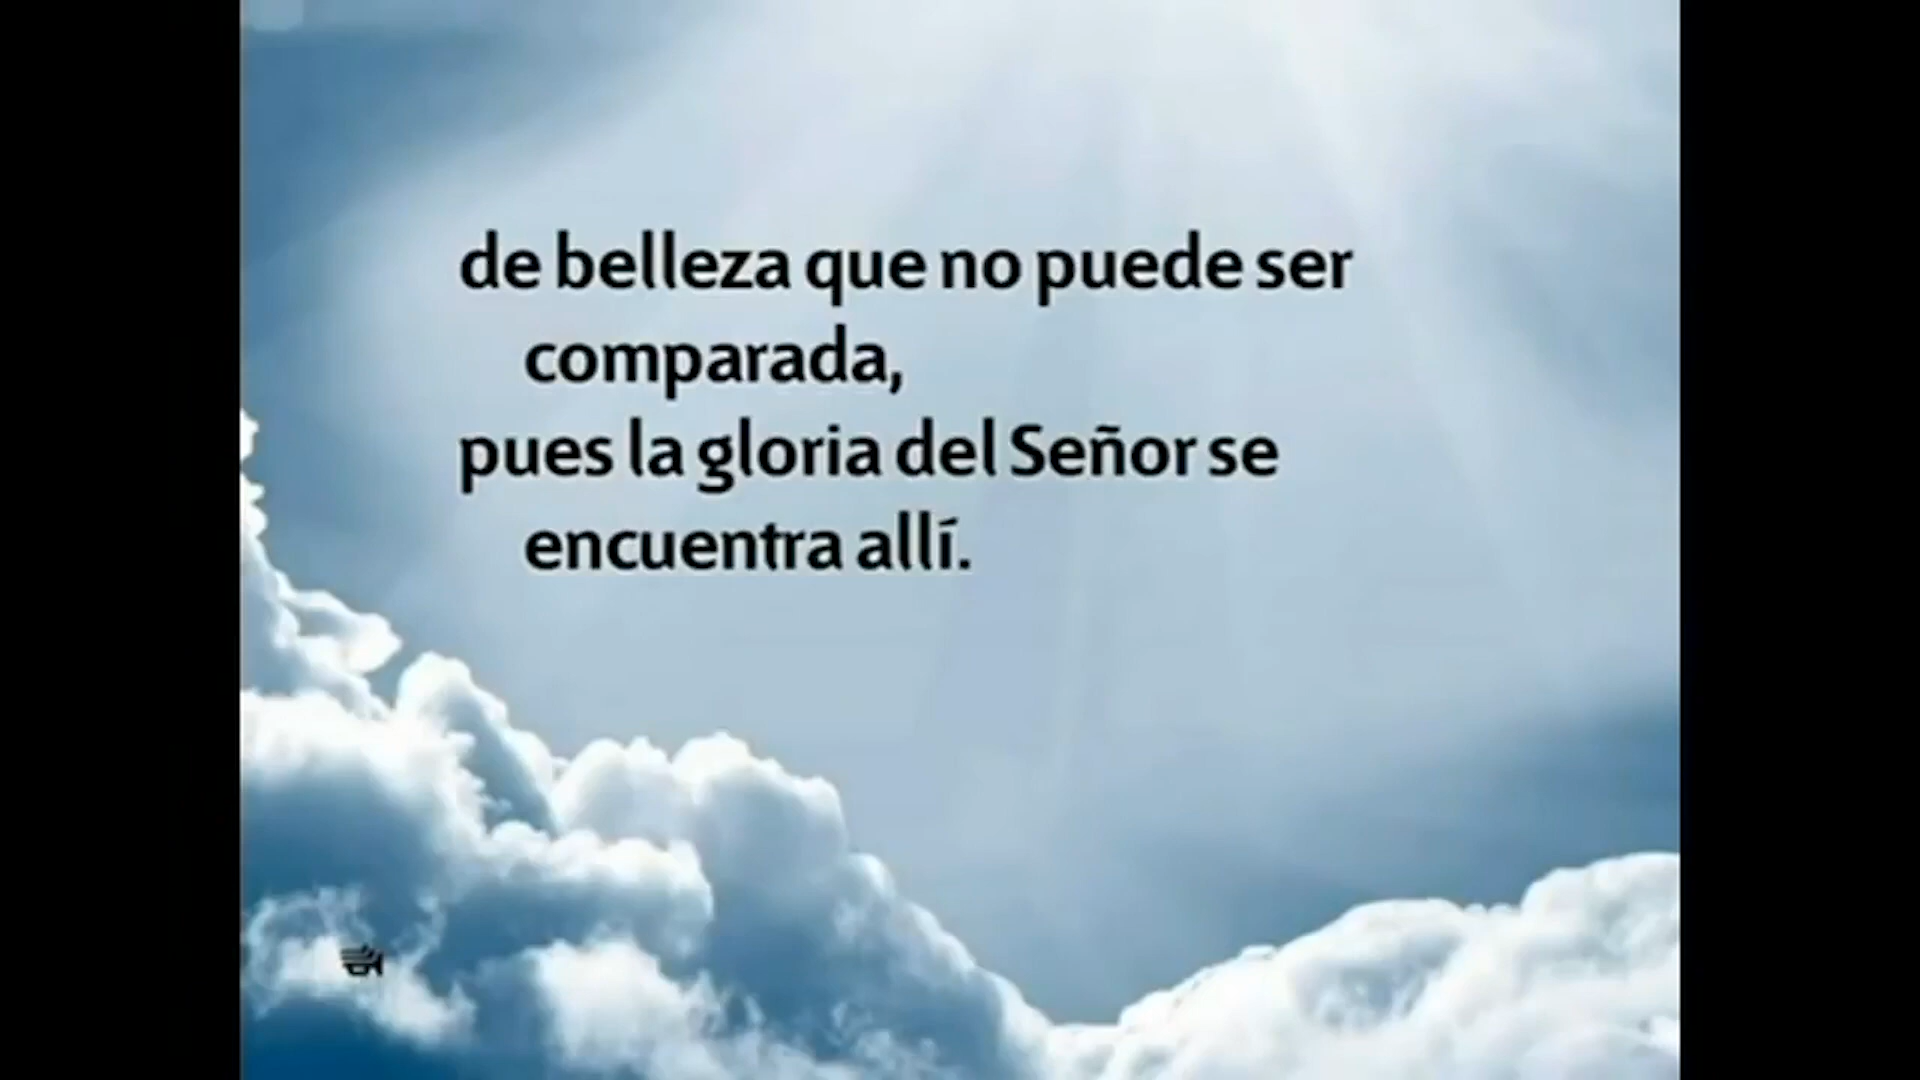 de belleza que no puede ser
comparada,
pues la gloria del Señor se
encuentra allí.